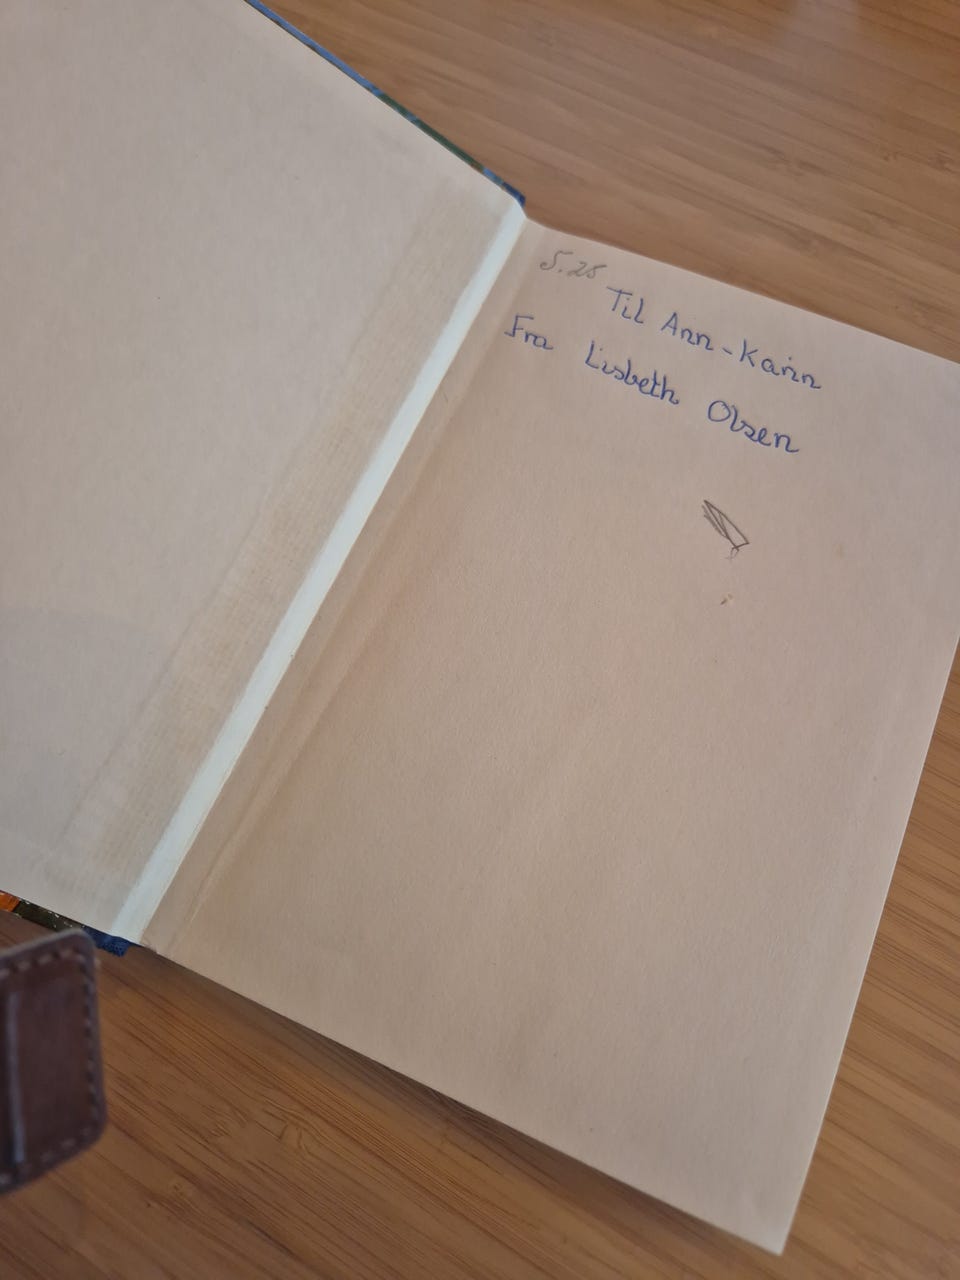 5.25
Til Ann-Karin
Fra Lisbeth Olsen